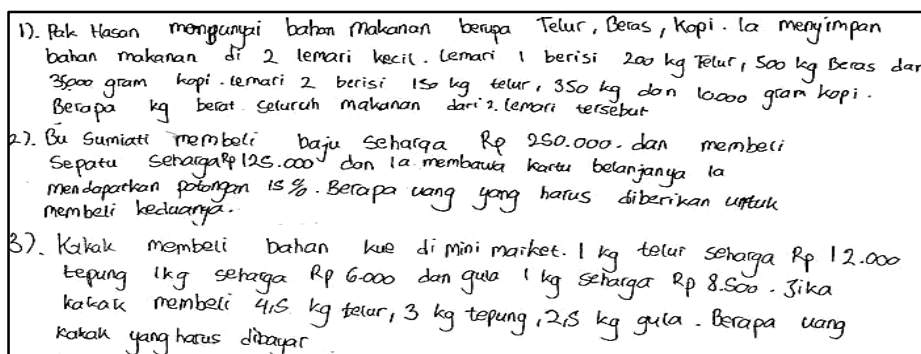 1). Pak Hasan mempunyai bahan makanan berupa Telur, Beras, Kopi. Ia menyimpan
bahan makanan di 2 lemari kecil. Lemari 1 berisi 200 kg Telur, 500 kg Beras dan
35000 gram kopi. Lemari 2 berisi 150 kg telur, 350 kg dan 10000 gram kopi.
Berapa kg berat seluruh makanan dari 2 lemari tersebut
2). Bu Sumiati membeli baju seharga Rp 250.000. dan membeli
Sepatu seharga Rp 125.000 dan Ia membawa kartu belanjanya Ia
mendapatkan potongan 15 %. Berapa uang yang harus diberikan untuk
membeli keduanya.
3). Kakak membeli bahan kue di mini market. 1 kg telur seharga Rp 12.000
tepung 1kg seharga Rp 6.000 dan gula 1 kg seharga Rp 8.500. Jika
kakak membeli 4,5 kg telur, 3 kg tepung, 2,5 kg gula. Berapa uang
kakak yang harus dibayar